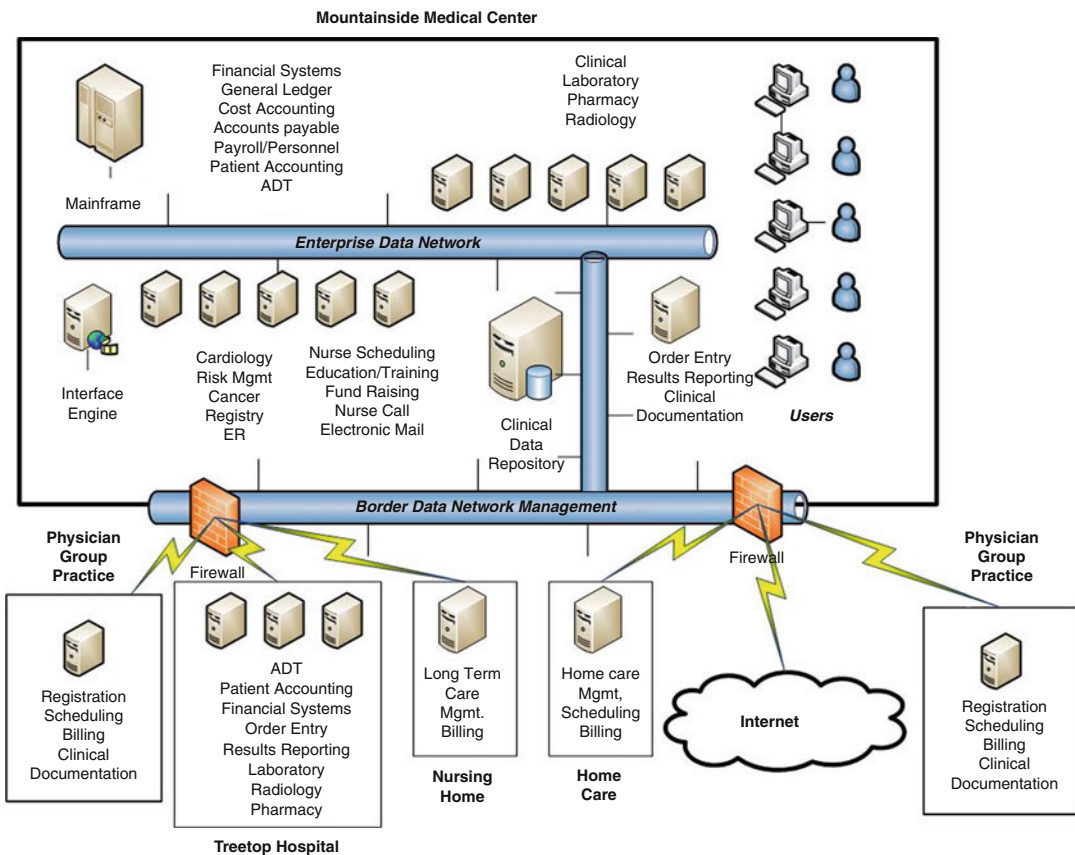 Mountainside Medical Center
Mainframe
Financial Systems
General Ledger
Cost Accounting
Accounts payable
Payroll/Personnel
Patient Accounting
ADT
Clinical
Laboratory
Pharmacy
Radiology
Enterprise Data Network
Interface
Engine
Cardiology
Risk Mgmt
Cancer
Registry
ER
Nurse Scheduling
Education/Training
Fund Raising
Nurse Call
Electronic Mail
Clinical
Data
Repository
Order Entry
Results Reporting
Clinical
Documentation
Users
Border Data Network Management
Firewall
Firewall
Physician
Group
Practice
Registration
Scheduling
Billing
Clinical
Documentation
ADT
Patient Accounting
Financial Systems
Order Entry
Results Reporting
Laboratory
Radiology
Pharmacy
Treetop Hospital
Long Term
Care
Mgmt.
Billing
Nursing
Home
Home care
Mgmt,
Scheduling
Billing
Home
Care
Internet
Physician
Group
Practice
Registration
Scheduling
Billing
Clinical
Documentation